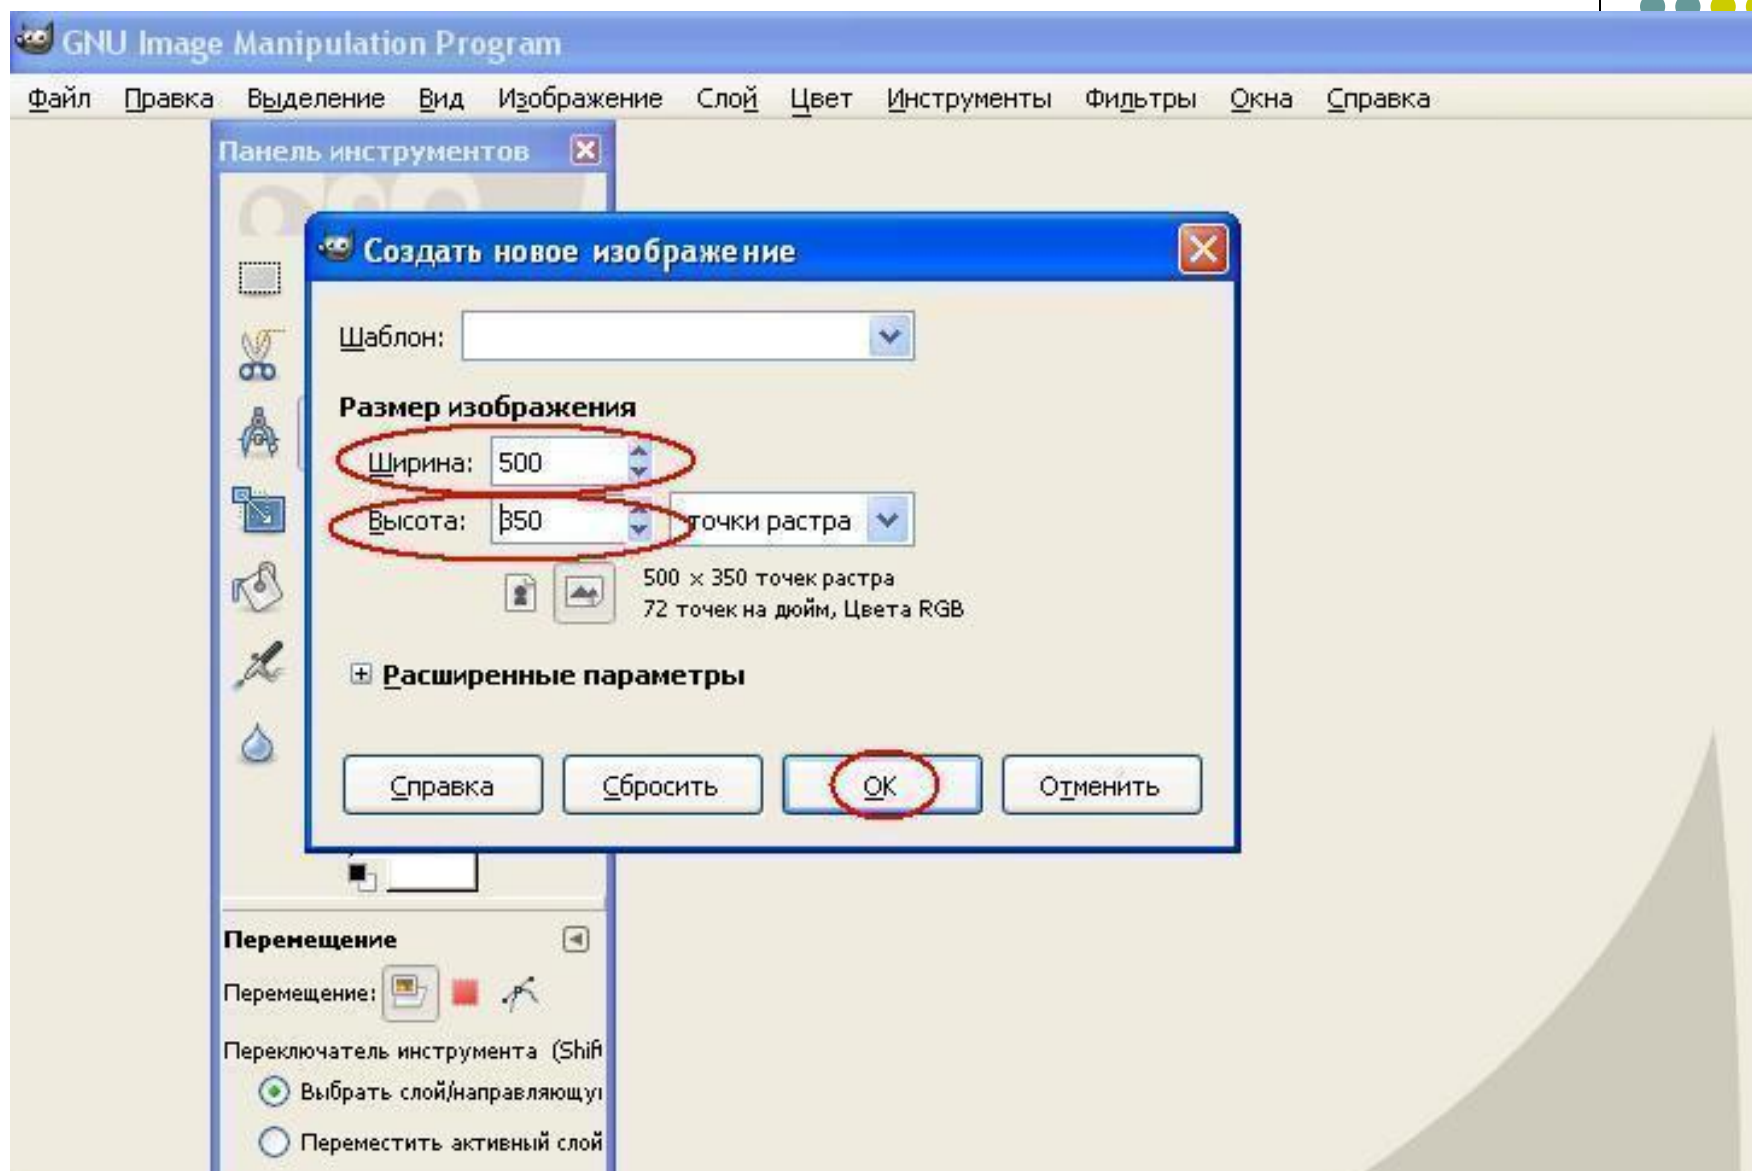 GNU Image Manipulation Program
Файл Правка Выделение Вид Изображение Слой Цвет Инструменты Фильтры Окна Справка
Панель инструментов
Создать новое изображение
Шаблон:
Размер изображения
Ширина: 500
Высота: 350 точки растра
500 × 350 точек растра
72 точек на дюйм, Цвета RGB
Расширенные параметры
Справка Сбросить OK Отменить
Перемещение
Перемещение:
Переключатель инструмента (Shift
Выбрать слой/направляющу
Переместить активный слой